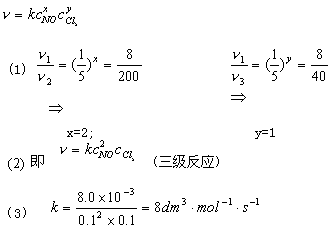 ν = kc^x_NO c^y_Cl₂
(1) ν₁/ν₂ = (1/5)^x = 8/200 ν₁/ν₃ = (1/5)^y = 8/40
⇒ ⇒
x=2; y=1
(2) 即 ν = kc²_NO c_Cl₂ （三级反应）
(3) k = 8.0×10⁻³/0.1²×0.1 = 8dm³·mol⁻¹·s⁻¹